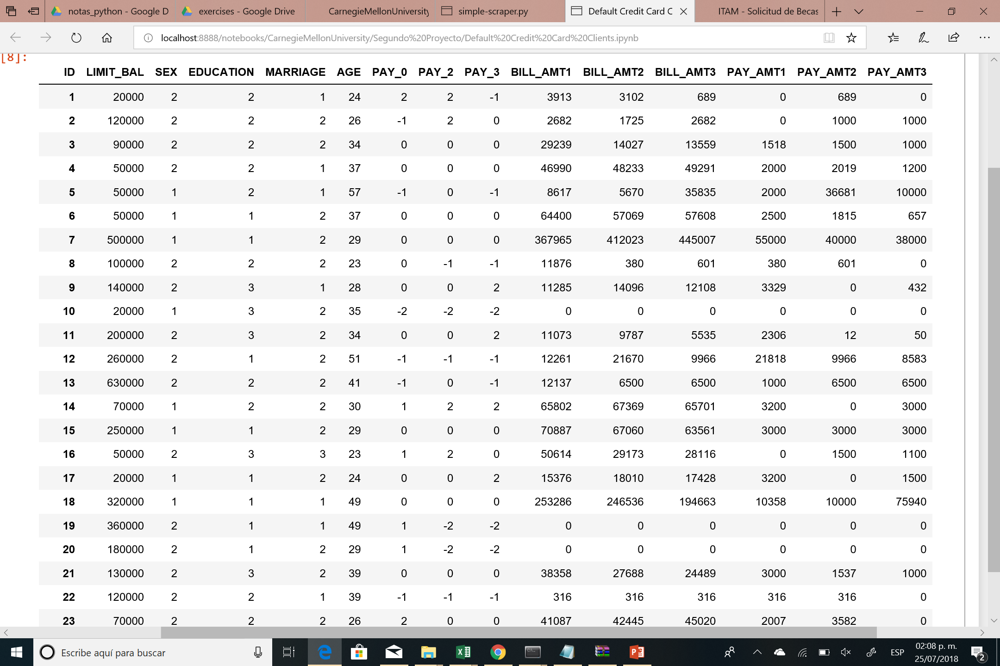 notas_python - Google D exercises - Google Drive CarnegieMellonUniversity simple-scraper.py Default Credit Card C ITAM - Solicitud de Becas
localhost:8888/notebooks/CarnegieMellonUniversity/Segundo%20Proyecto/Default%20Credit%20Card%20Clients.ipynb
[8]:
ID LIMIT_BAL SEX EDUCATION MARRIAGE AGE PAY_0 PAY_2 PAY_3 BILL_AMT1 BILL_AMT2 BILL_AMT3 PAY_AMT1 PAY_AMT2 PAY_AMT3
1 20000 2 2 1 24 2 2 -1 3913 3102 689 0 689 0
2 120000 2 2 2 26 -1 2 0 2682 1725 2682 0 1000 1000
3 90000 2 2 2 34 0 0 0 29239 14027 13559 1518 1500 1000
4 50000 2 2 1 37 0 0 0 46990 48233 49291 2000 2019 1200
5 50000 1 2 1 57 -1 0 -1 8617 5670 35835 2000 36681 10000
6 50000 1 1 2 37 0 0 0 64400 57069 57608 2500 1815 657
7 500000 1 1 2 29 0 0 0 367965 412023 445007 55000 40000 38000
8 100000 2 2 2 23 0 -1 -1 11876 380 601 380 601 0
9 140000 2 3 1 28 0 0 2 11285 14096 12108 3329 0 432
10 20000 1 3 2 35 -2 -2 -2 0 0 0 0 0 0
11 200000 2 3 2 34 0 0 2 11073 9787 5535 2306 12 50
12 260000 2 1 2 51 -1 -1 -1 12261 21670 9966 21818 9966 8583
13 630000 2 2 2 41 -1 0 -1 12137 6500 6500 1000 6500 6500
14 70000 1 2 2 30 1 2 2 65802 67369 65701 3200 0 3000
15 250000 1 1 2 29 0 0 0 70887 67060 63561 3000 3000 3000
16 50000 2 3 3 23 1 2 0 50614 29173 28116 0 1500 1100
17 20000 1 1 2 24 0 0 2 15376 18010 17428 3200 0 1500
18 320000 1 1 1 49 0 0 0 253286 246536 194663 10358 10000 75940
19 360000 2 1 1 49 1 -2 -2 0 0 0 0 0 0
20 180000 2 1 2 29 1 -2 -2 0 0 0 0 0 0
21 130000 2 3 2 39 0 0 0 38358 27688 24489 3000 1537 1000
22 120000 2 2 1 39 -1 -1 -1 316 316 316 316 316 0
23 70000 2 2 2 26 2 0 0 41087 42445 45020 2007 3582 0
Escribe aquí para buscar
ESP
02:08 p. m.
25/07/2018
2